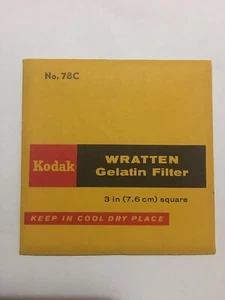 No. 78C
Kodak
WRATTEN
Gelatin Filter
3 in (7.6 cm) square
KEEP IN COOL DRY PLACE